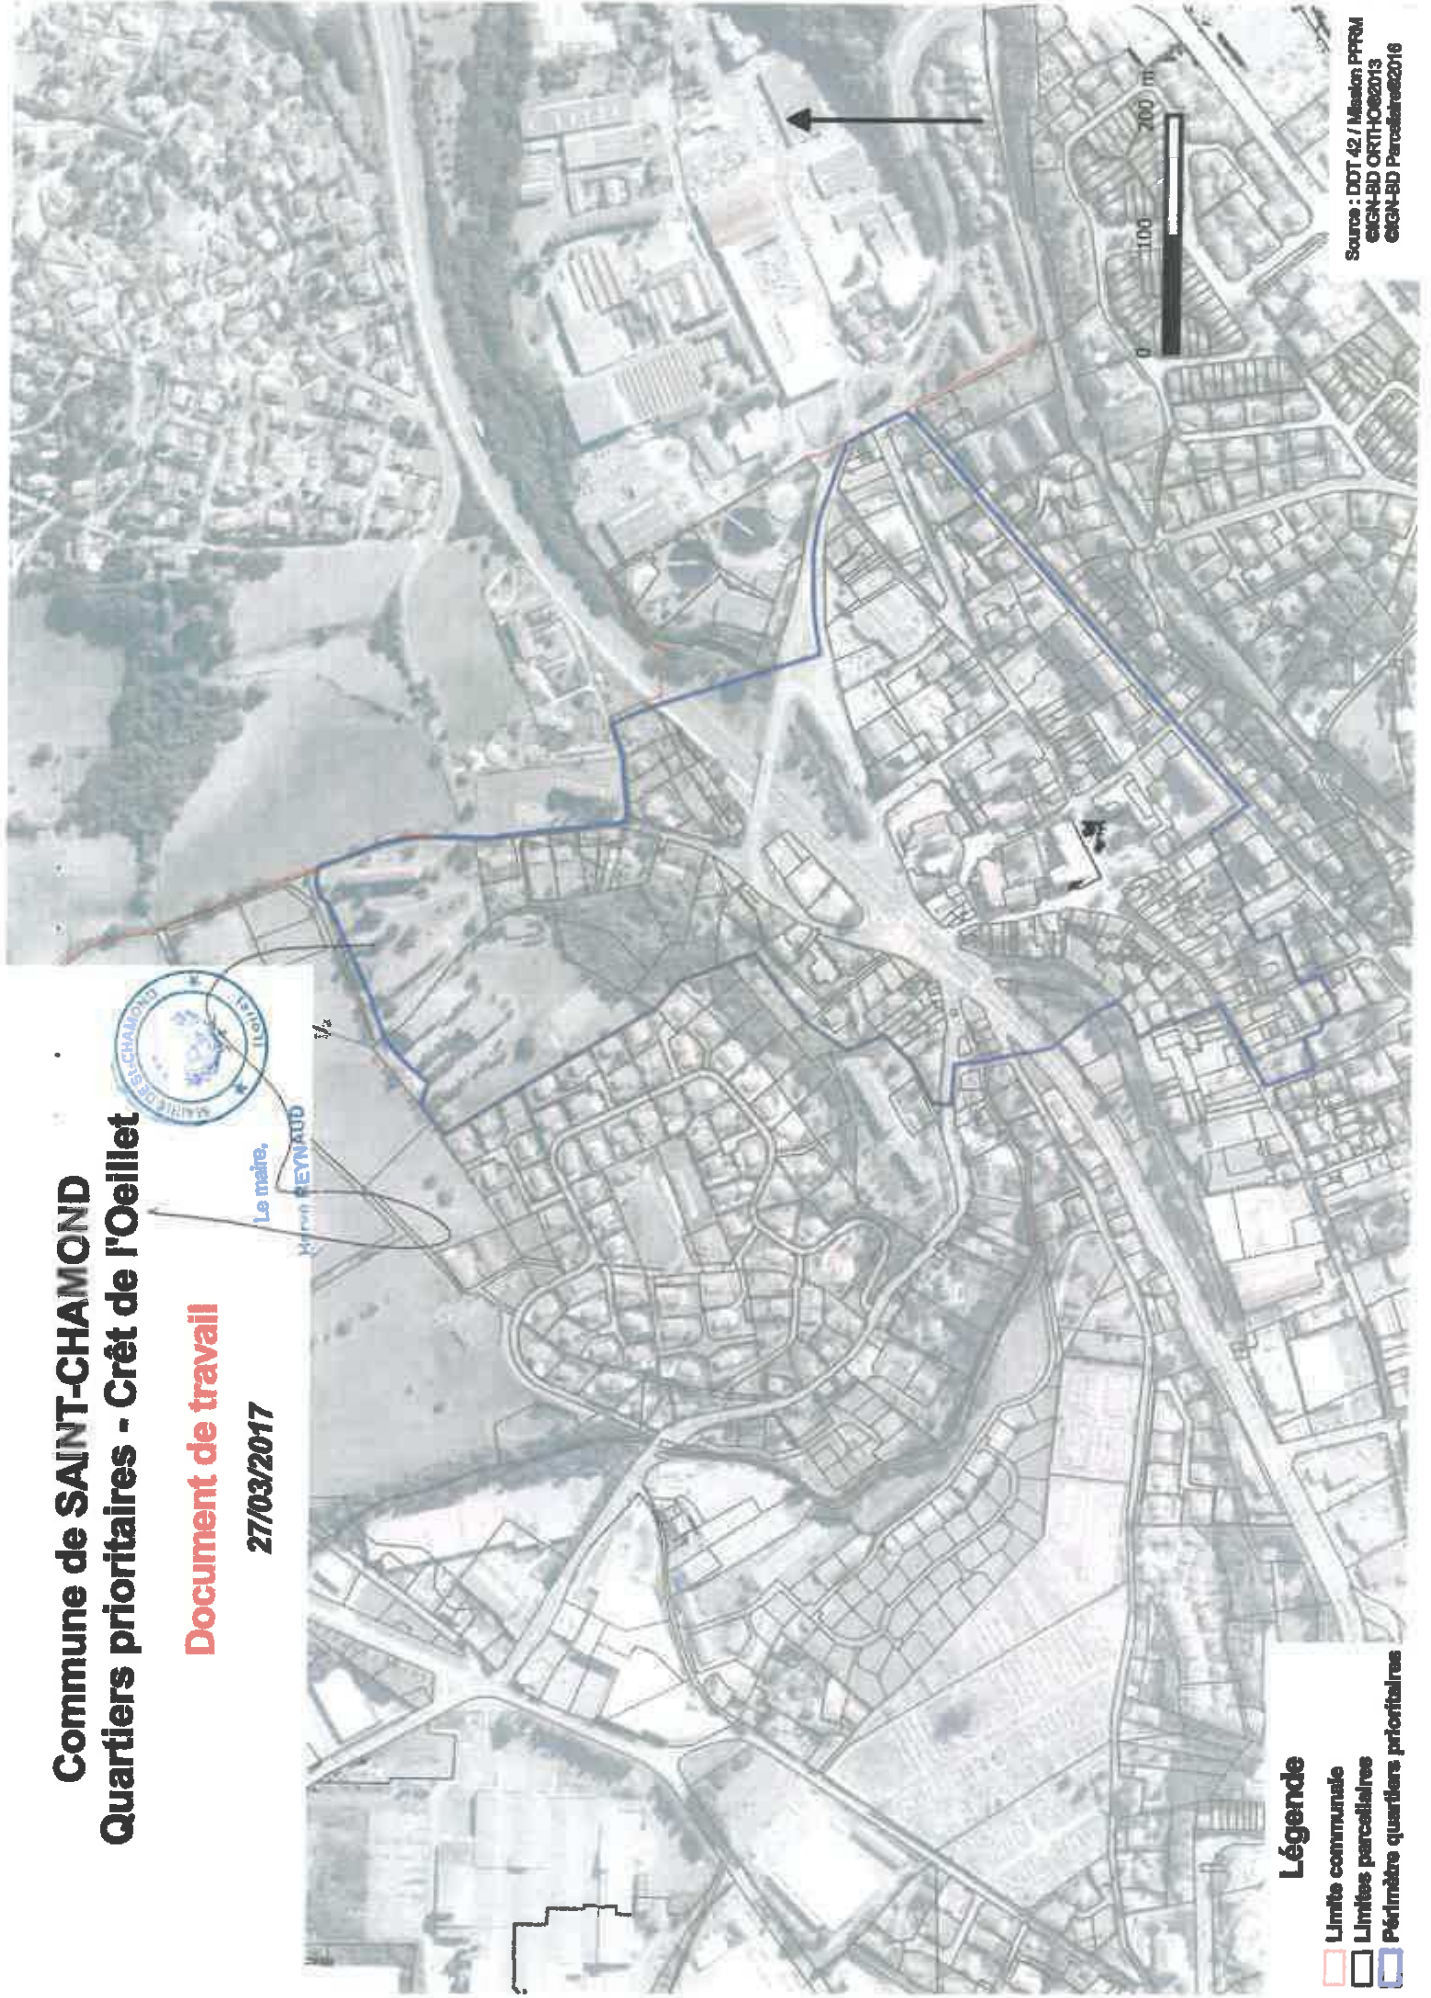 Commune de SAINT-CHAMOND
Quartiers prioritaires - Crêt de l'Oeillet
Document de travail
27/03/2017
MAIRIE DE St-CHAMOND
(Loire)
Le maire,
Hervé REYNAUD
0 100 200 m
Source : DDT 42 / Mission PPRM
©IGN-BD ORTHO®2013
©IGN-BD Parcellaire®2016
Légende
Limite communale
Limites parcellaires
Périmètre quartiers prioritaires